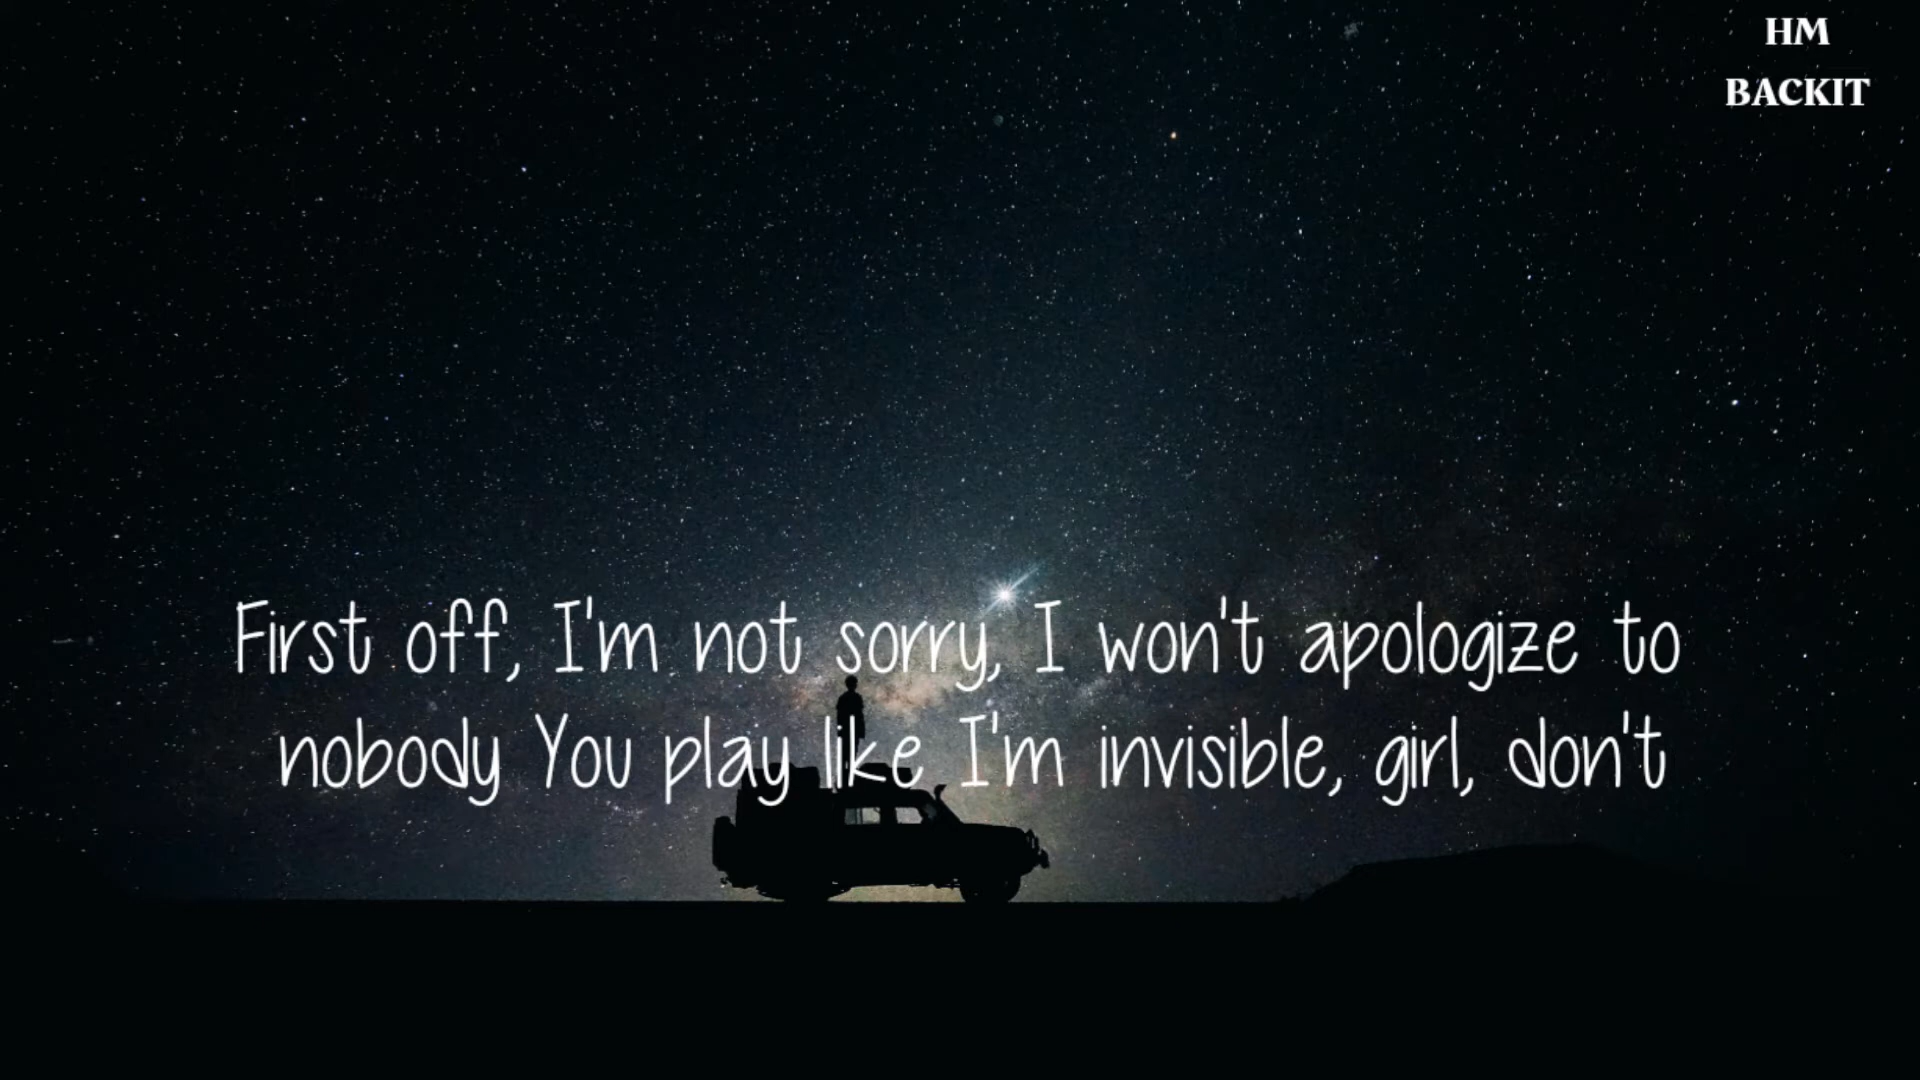 HM
BACKIT
First off, I'm not sorry, I won't apologize to
nobody You play like I'm invisible, girl, don't